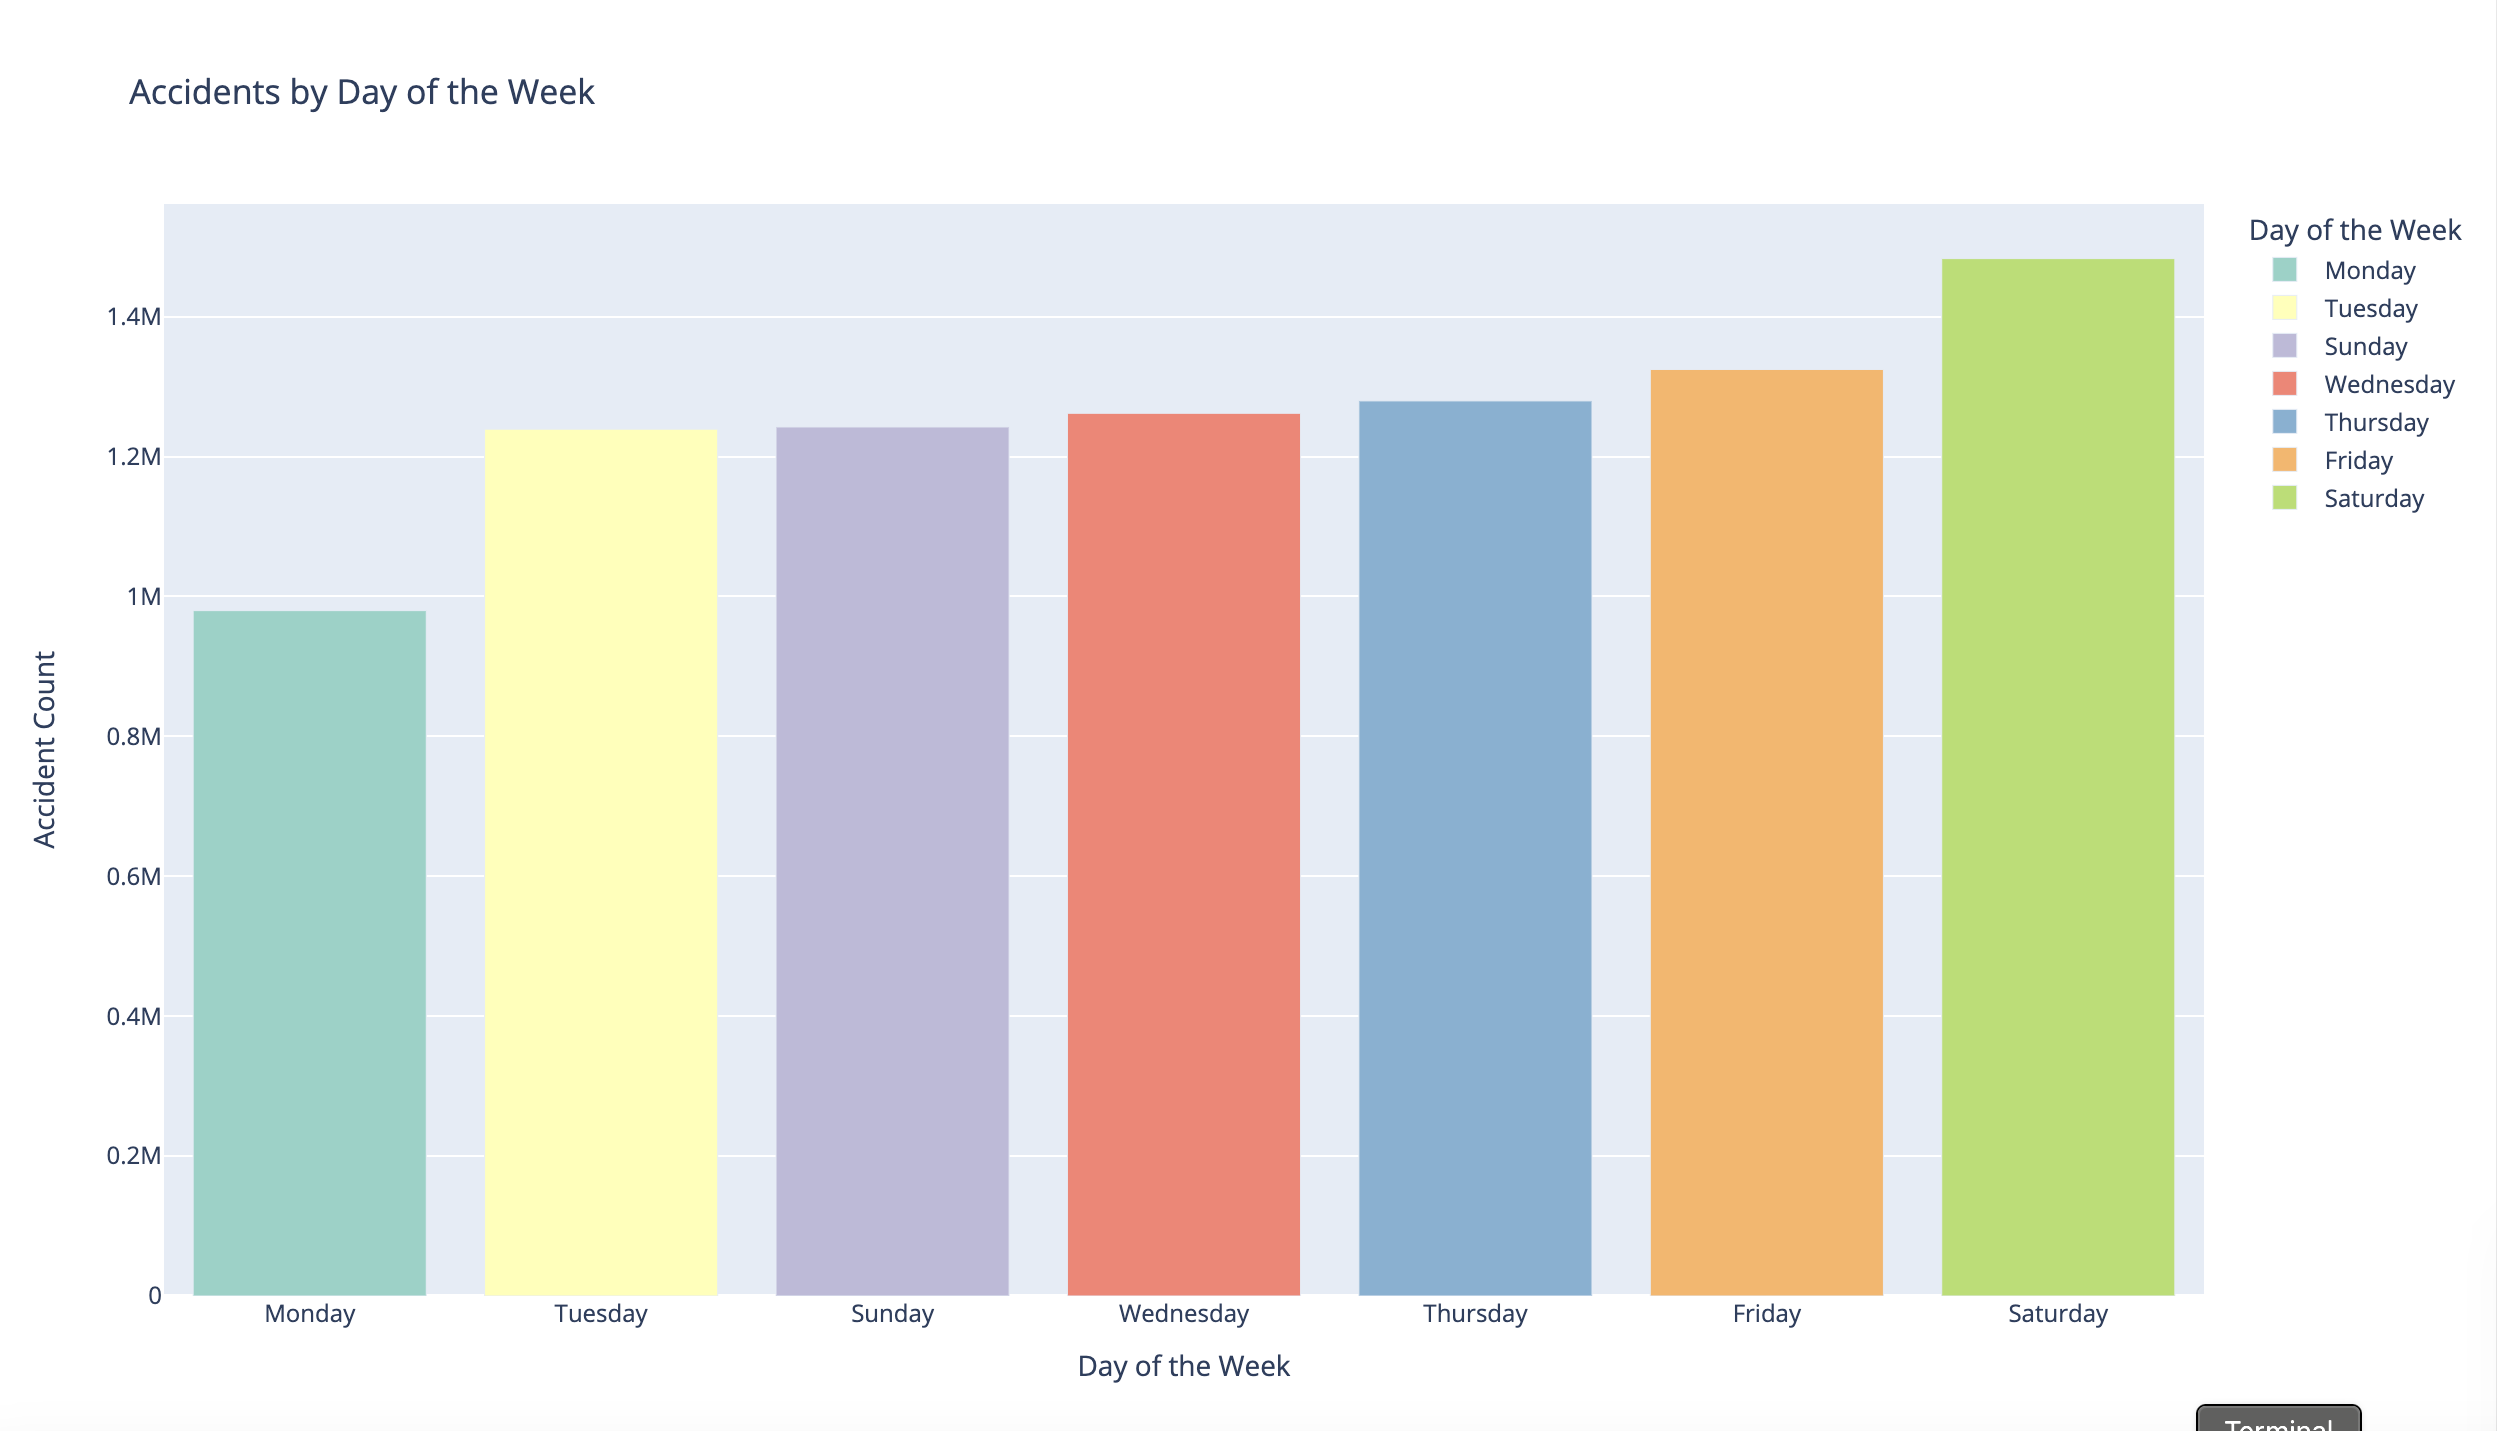 Accidents by Day of the Week
Day of the Week
Monday
Tuesday
Sunday
Wednesday
Thursday
Friday
Saturday
1.4M
1.2M
1M
0.8M
0.6M
0.4M
0.2M
0
Accident Count
Monday Tuesday Sunday Wednesday Thursday Friday Saturday
Day of the Week
Terminal